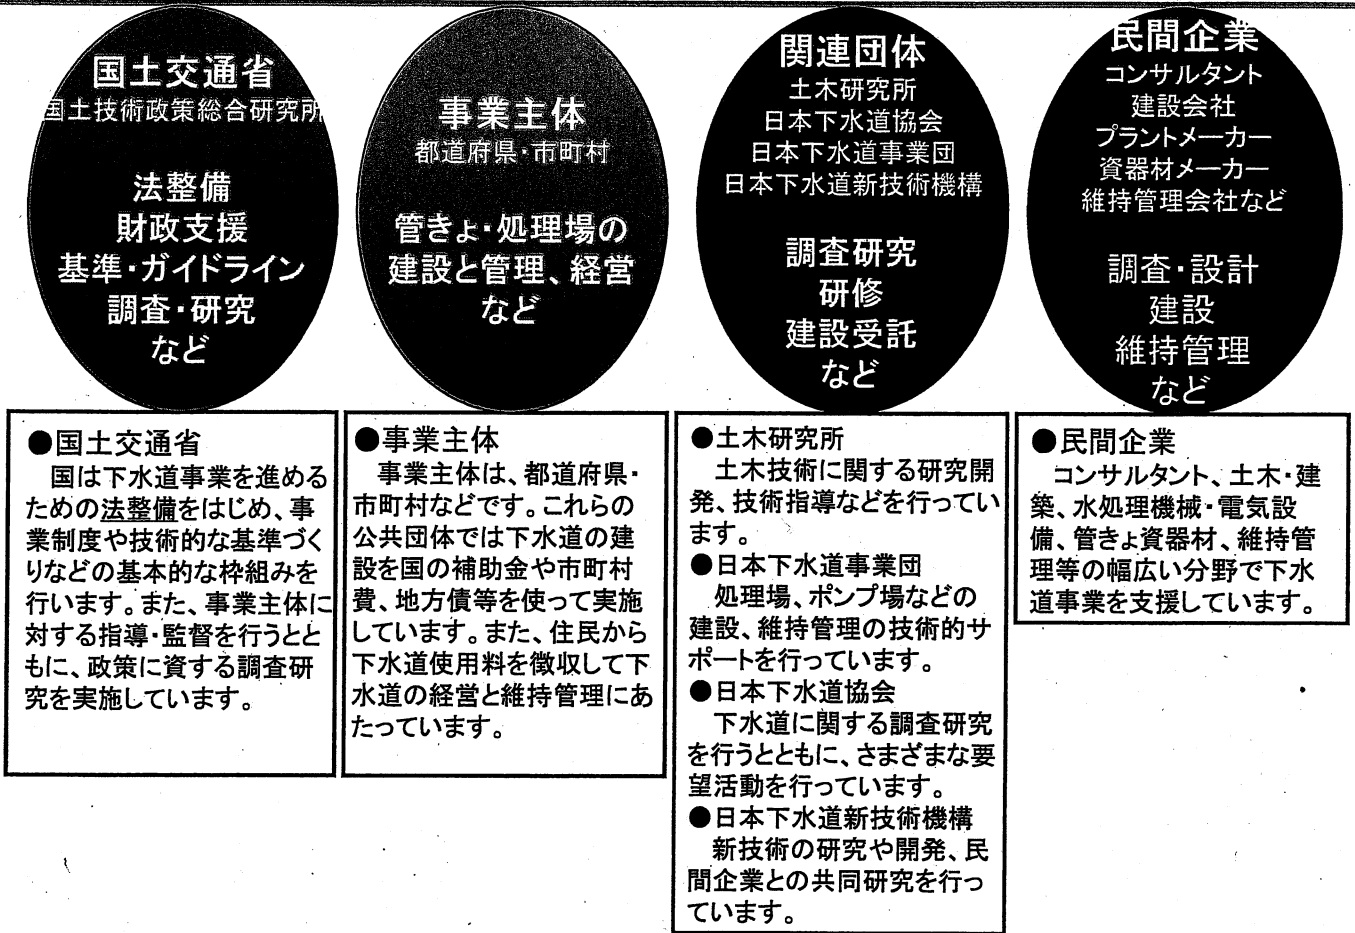 国土交通省
国土技術政策総合研究所
法整備
財政支援
基準・ガイドライン
調査・研究
など
事業主体
都道府県・市町村
管きょ・処理場の
建設と管理、経営
など
関連団体
土木研究所
日本下水道協会
日本下水道事業団
日本下水道新技術機構
調査研究
研修
建設受託
など
民間企業
コンサルタント
建設会社
プラントメーカー
資器材メーカー
維持管理会社など
調査・設計
建設
維持管理
など
●国土交通省
国は下水道事業を進める
ための法整備をはじめ、事
業制度や技術的な基準づく
りなどの基本的な枠組みを
行います。また、事業主体に
対する指導・監督を行うとと
もに、政策に資する調査研
究を実施しています。
●事業主体
事業主体は、都道府県・
市町村などです。これらの
公共団体では下水道の建
設を国の補助金や市町村
費、地方債等を使って実施
しています。また、住民から
下水道使用料を徴収して下
水道の経営と維持管理にあ
たっています。
●土木研究所
土木技術に関する研究開
発、技術指導などを行ってい
ます。
●日本下水道事業団
処理場、ポンプ場などの
建設、維持管理の技術的サ
ポートを行っています。
●日本下水道協会
下水道に関する調査研究
を行うとともに、さまざまな要
望活動を行っています。
●日本下水道新技術機構
新技術の研究や開発、民
間企業との共同研究を行っ
ています。
●民間企業
コンサルタント、土木・建
築、水処理機械・電気設
備、管きょ資器材、維持管
理等の幅広い分野で下水
道事業を支援しています。